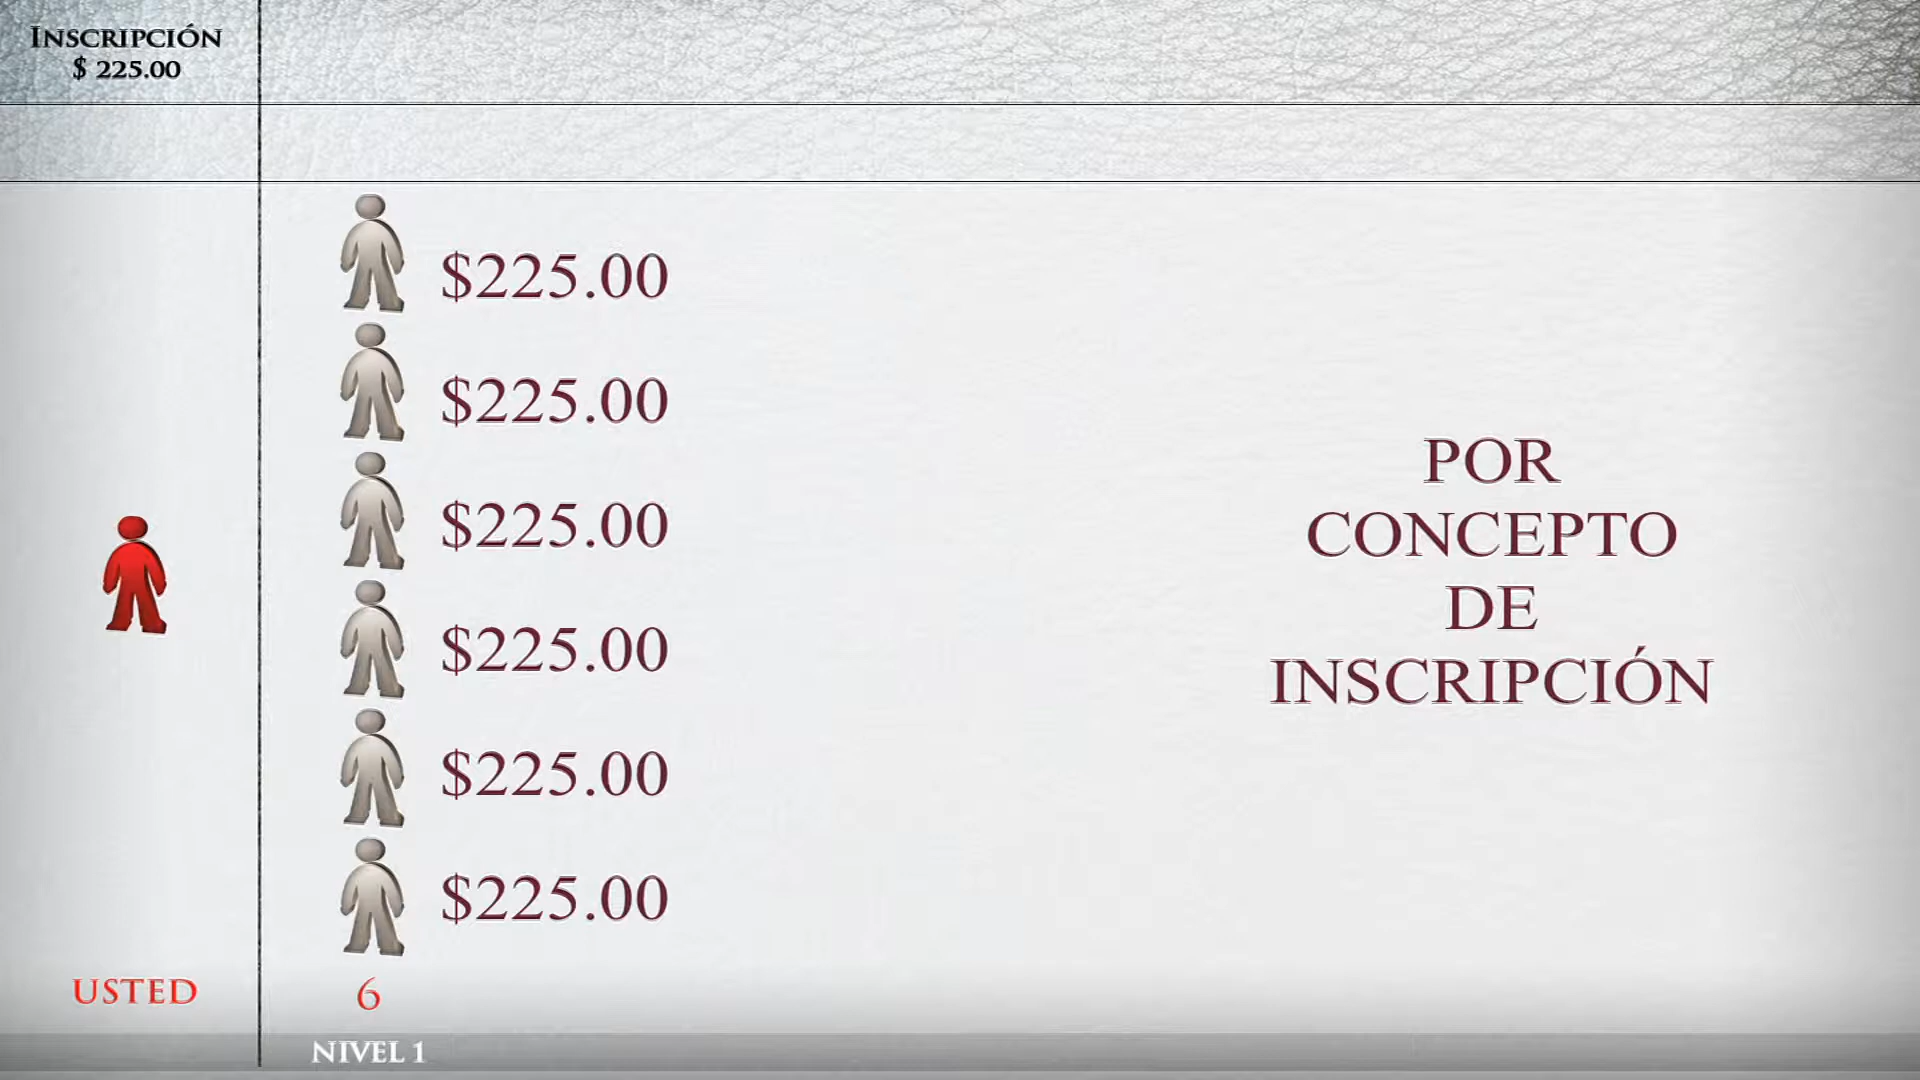 INSCRIPCIÓN
$ 225.00
$225.00
$225.00
$225.00
$225.00
$225.00
$225.00
POR
CONCEPTO
DE
INSCRIPCIÓN
USTED
6
NIVEL 1